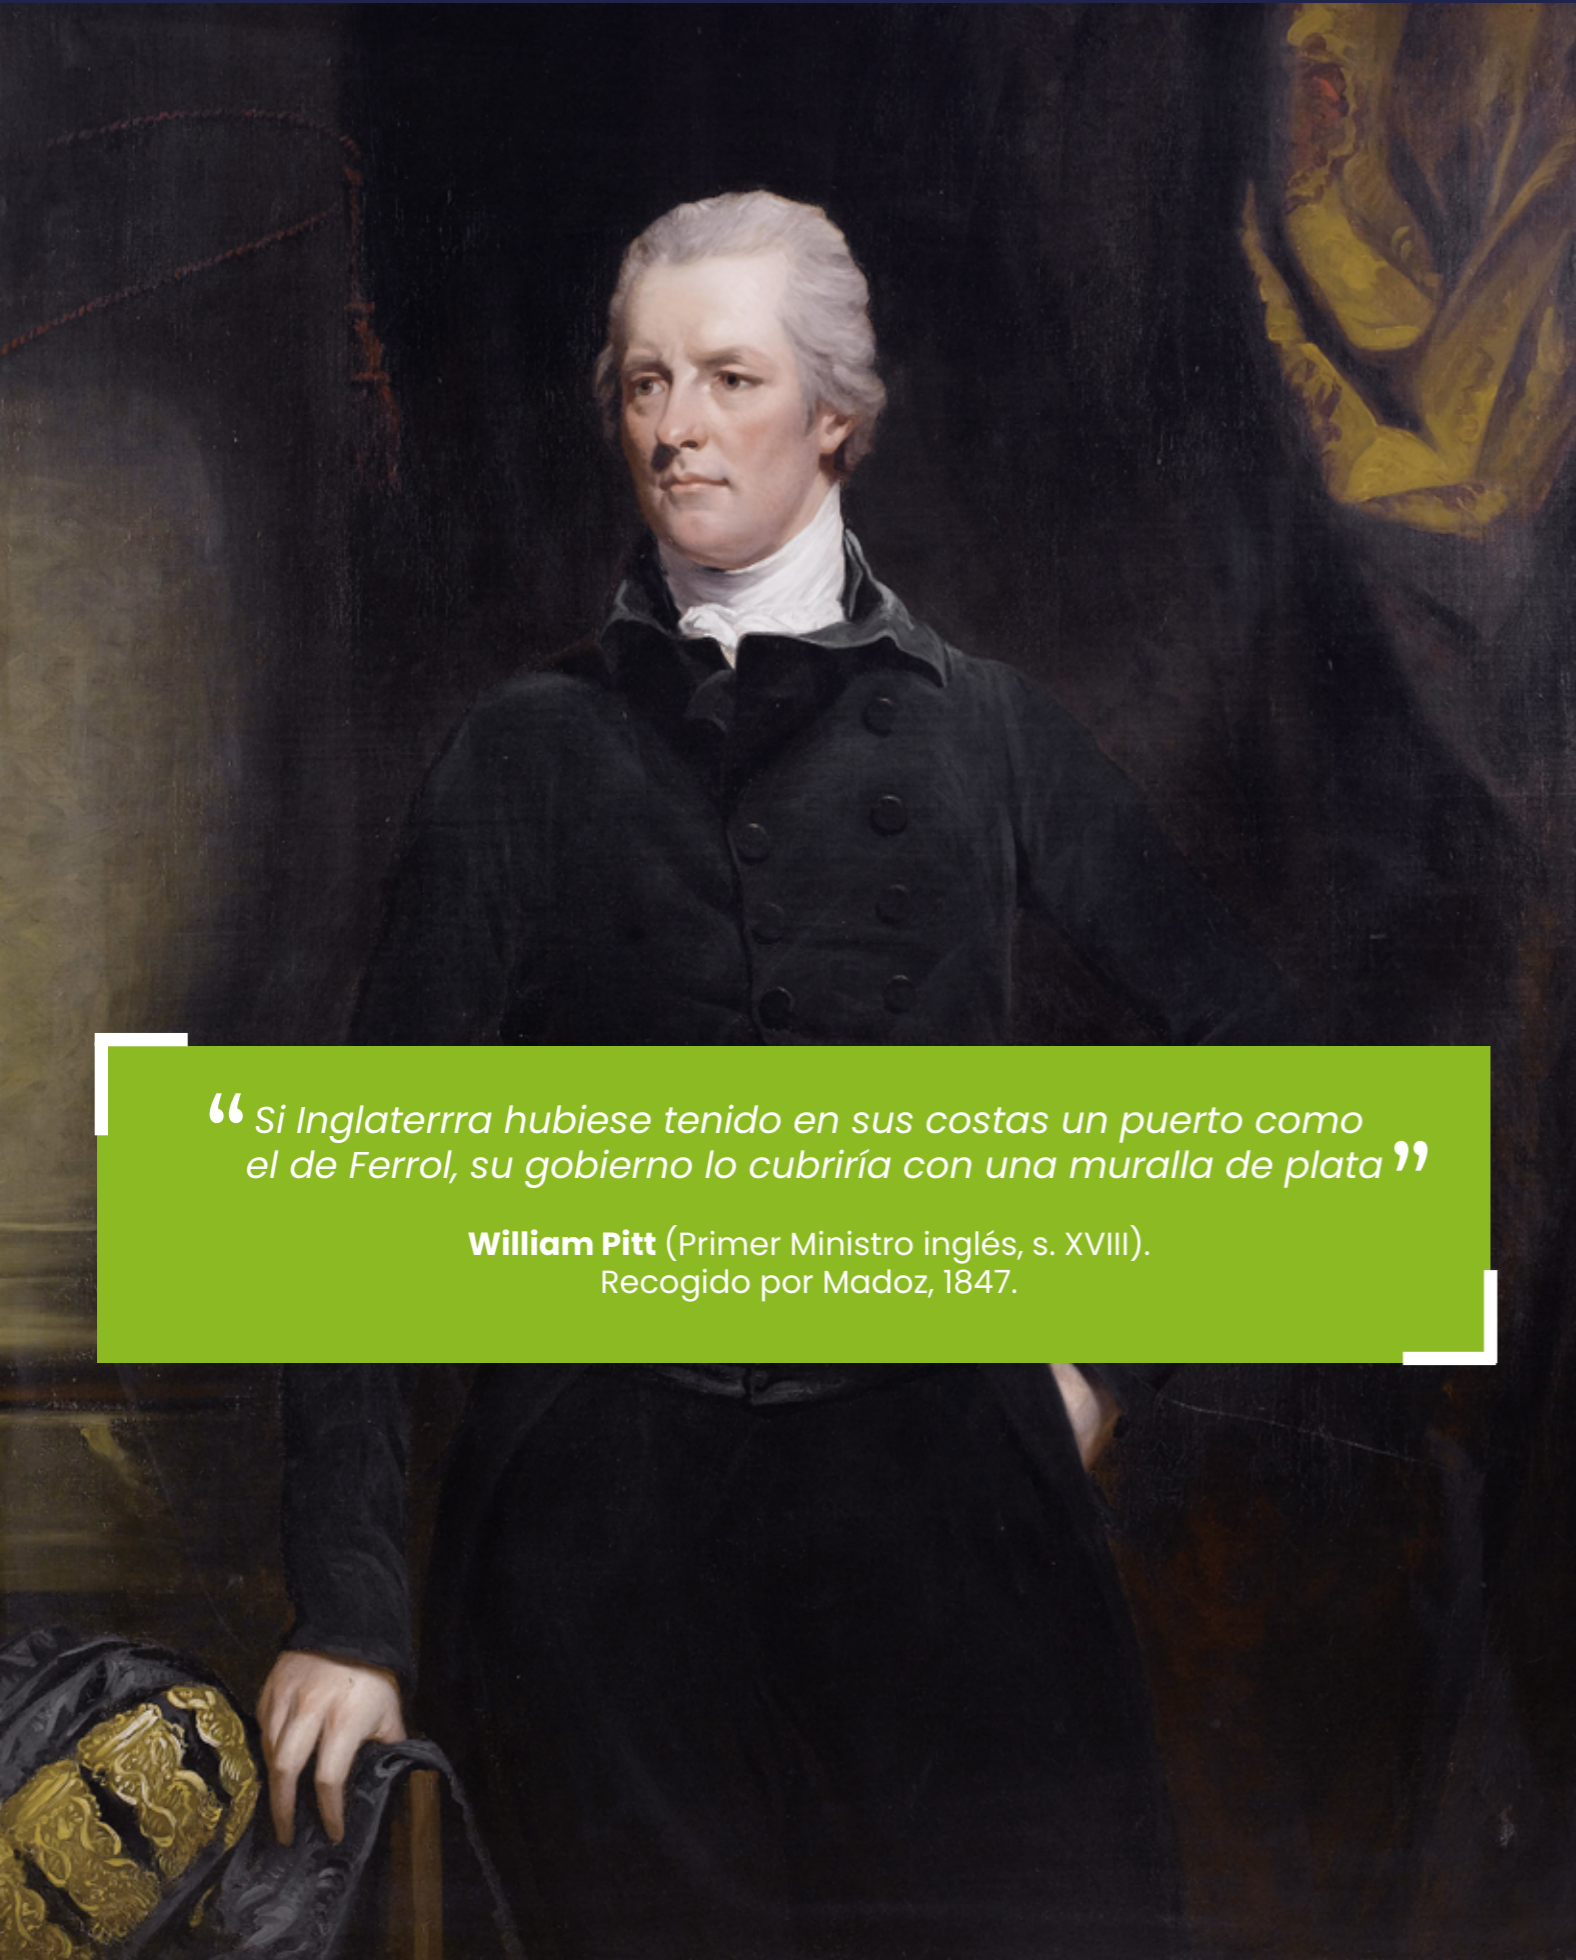 “Si Inglaterrra hubiese tenido en sus costas un puerto como
el de Ferrol, su gobierno lo cubriría con una muralla de plata”
William Pitt (Primer Ministro inglés, s. XVIII).
Recogido por Madoz, 1847.